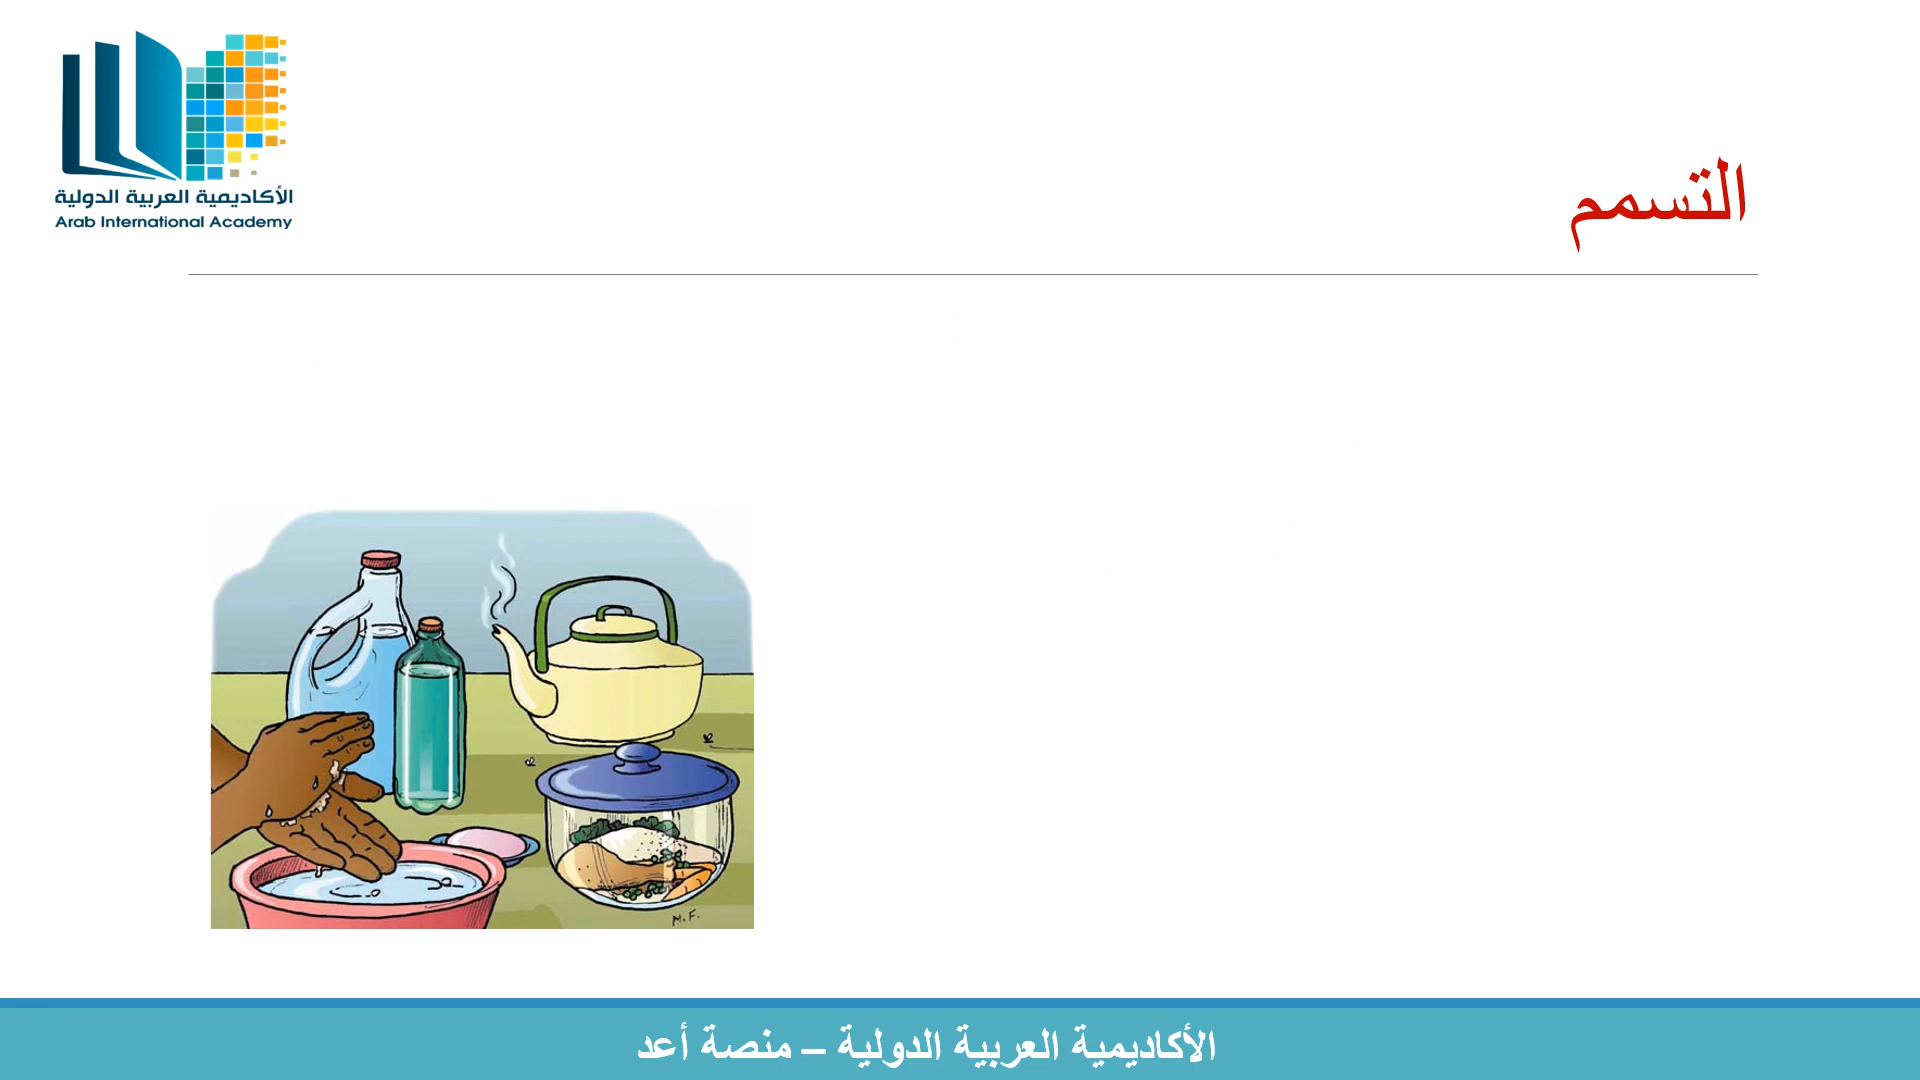 الأكاديمية العربية الدولية
Arab International Academy
التسمم
M.F.
الأكاديمية العربية الدولية – منصة أعد